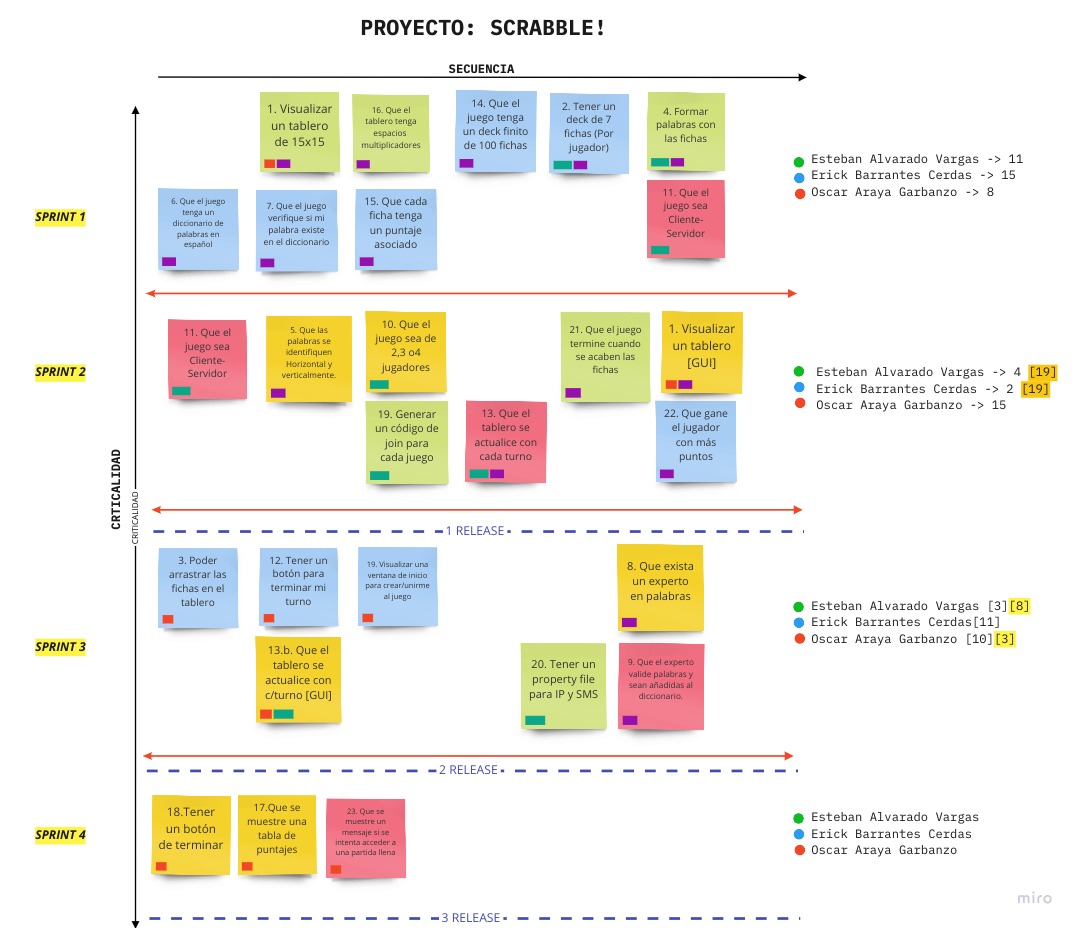 PROYECTO: SCRABBLE!
SECUENCIA
CRTICALIDAD
CRITICALIDAD
SPRINT 1
1. Visualizar
un tablero
de 15x15
16. Que el
tablero tenga
espacios
multiplicadores
14. Que el
juego tenga
un deck finito
de 100 fichas
2. Tener un
deck de 7
fichas (Por
jugador)
4. Formar
palabras con
las fichas
6. Que el juego
tenga un
diccionario de
palabras en
español
7. Que el juego
verifique si mi
palabra existe
en el diccionario
15. Que cada
ficha tenga
un puntaje
asociado
11. Que el
juego sea
Cliente-
Servidor
Esteban Alvarado Vargas -> 11
Erick Barrantes Cerdas -> 15
Oscar Araya Garbanzo -> 8
SPRINT 2
11. Que el
juego sea
Cliente-
Servidor
5. Que las
palabras se
identifiquen
Horizontal y
verticalmente.
10. Que el
juego sea de
2,3 o4
jugadores
21. Que el juego
termine cuando
se acaben las
fichas
1. Visualizar
un tablero
[GUI]
19. Generar
un código de
join para
cada juego
13. Que el
tablero se
actualice con
cada turno
22. Que gane
el jugador
con más
puntos
Esteban Alvarado Vargas -> 4 [19]
Erick Barrantes Cerdas -> 2 [19]
Oscar Araya Garbanzo -> 15
1 RELEASE
SPRINT 3
3. Poder
arrastrar las
fichas en el
tablero
12. Tener un
botón para
terminar mi
turno
19. Visualizar una
ventana de inicio
para crear/unirme
al juego
8. Que exista
un experto
en palabras
13.b. Que el
tablero se
actualice con
c/turno [GUI]
20. Tener un
property file
para IP y SMS
9. Que el experto
valide palabras y
sean añadidas al
diccionario.
Esteban Alvarado Vargas [3][8]
Erick Barrantes Cerdas[11]
Oscar Araya Garbanzo [10][3]
2 RELEASE
SPRINT 4
18.Tener
un botón
de terminar
17.Que se
muestre una
tabla de
puntajes
23. Que se
muestre un
mensaje si se
intenta acceder a
una partida llena
Esteban Alvarado Vargas
Erick Barrantes Cerdas
Oscar Araya Garbanzo
3 RELEASE
miro